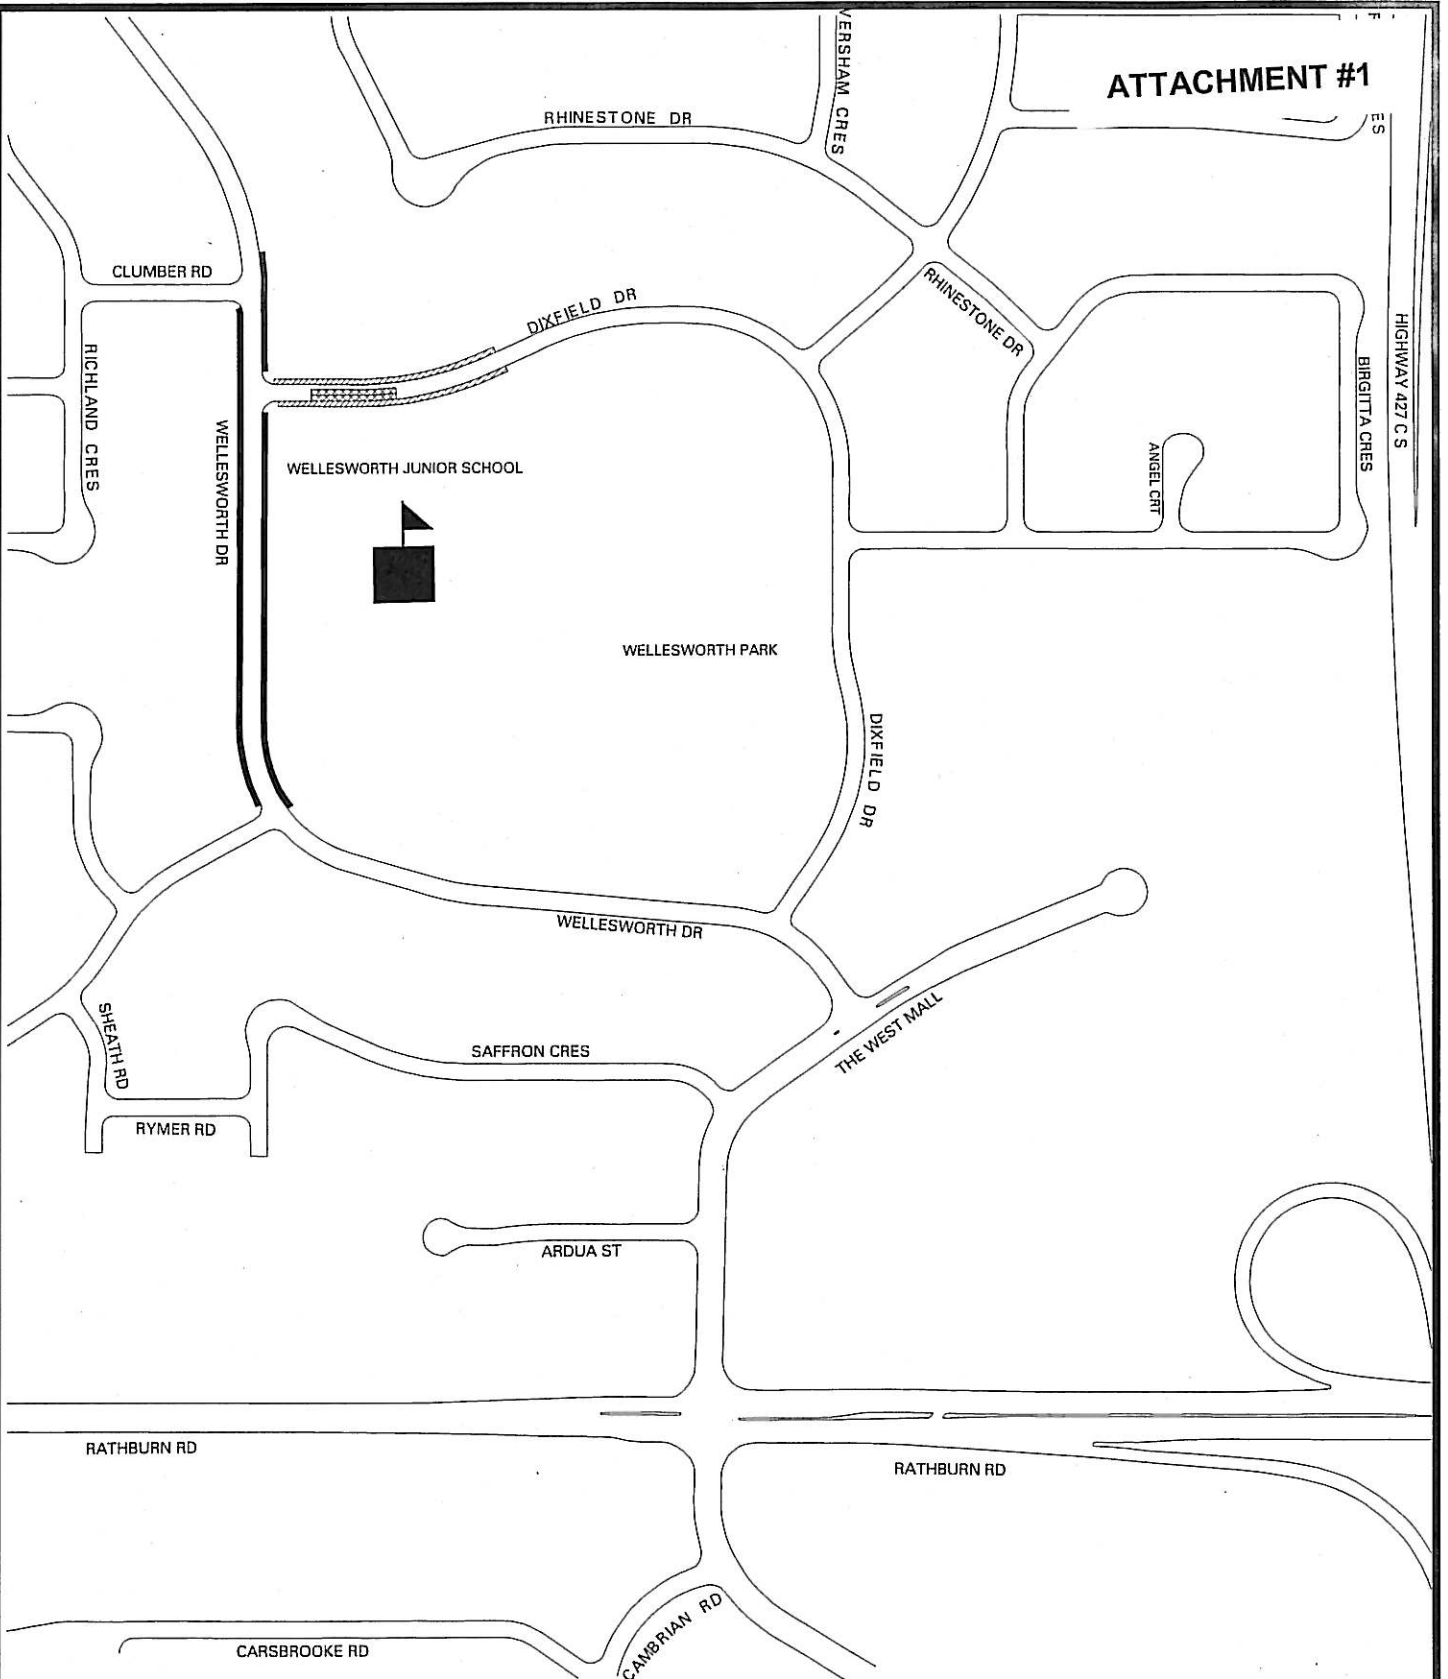 ATTACHMENT #1
VERSHAM CRES
RHINESTONE DR
ES
CLUMBER RD
DIXFIELD DR
RHINESTONE DR
HIGHWAY 427 C S
RICHLAND CRES
BIRGITTA CRES
WELLESWORTH DR
ANGEL CRT
WELLESWORTH JUNIOR SCHOOL
WELLESWORTH PARK
DIXFIELD DR
WELLESWORTH DR
THE WEST MALL
SHEATH RD
SAFFRON CRES
RYMER RD
ARDUA ST
RATHBURN RD
RATHBURN RD
CAMBRIAN RD
CARSBROOKE RD